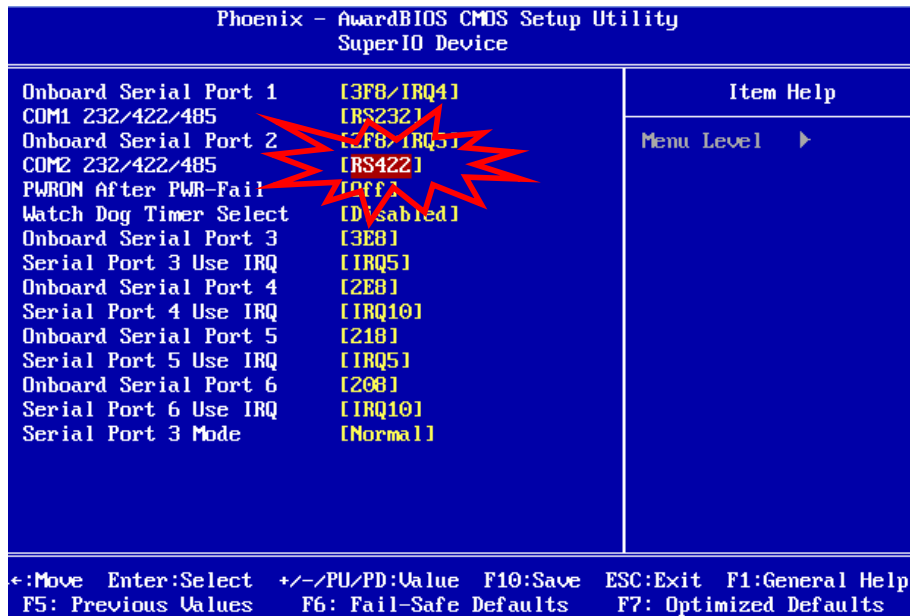 Phoenix - AwardBIOS CMOS Setup Utility
SuperIO Device
Onboard Serial Port 1 [3F8/IRQ4]
COM1 232/422/485 [RS232]
Onboard Serial Port 2 [2F8/IRQ3]
COM2 232/422/485 [RS422]
PWRON After PWR-Fail [Off]
Watch Dog Timer Select [Disabled]
Onboard Serial Port 3 [3E8]
Serial Port 3 Use IRQ [IRQ5]
Onboard Serial Port 4 [2E8]
Serial Port 4 Use IRQ [IRQ10]
Onboard Serial Port 5 [218]
Serial Port 5 Use IRQ [IRQ5]
Onboard Serial Port 6 [208]
Serial Port 6 Use IRQ [IRQ10]
Serial Port 3 Mode [Normal]
Item Help
Menu Level ▶
←:Move Enter:Select +/-/PU/PD:Value F10:Save ESC:Exit F1:General Help
F5: Previous Values F6: Fail-Safe Defaults F7: Optimized Defaults